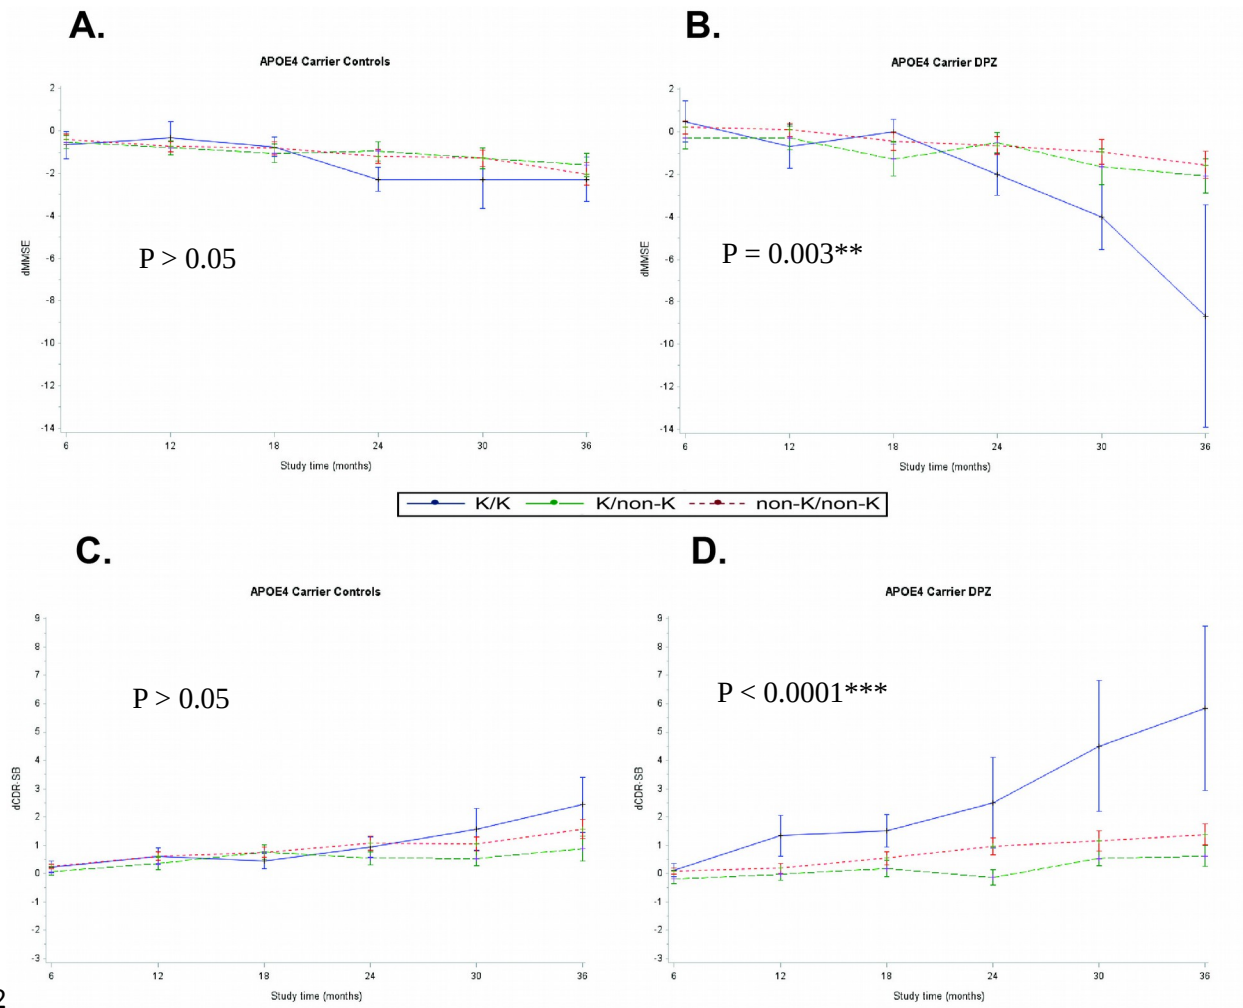 A.
B.
APOE4 Carrier Controls
APOE4 Carrier DPZ
2
0
-2
-4
-6
-8
-10
-12
-14
dMMSE
P > 0.05
6 12 18 24 30 36
Study time (months)
2
0
-2
-4
-6
-8
-10
-12
-14
dMMSE
P = 0.003**
6 12 18 24 30 36
Study time (months)
K/K K/non-K non-K/non-K
C.
D.
APOE4 Carrier Controls
APOE4 Carrier DPZ
9
8
7
6
5
4
3
2
1
0
-1
-2
-3
dCDR-SB
P > 0.05
6 12 18 24 30 36
Study time (months)
9
8
7
6
5
4
3
2
1
0
-1
-2
-3
dCDR-SB
P < 0.0001***
6 12 18 24 30 36
Study time (months)
2